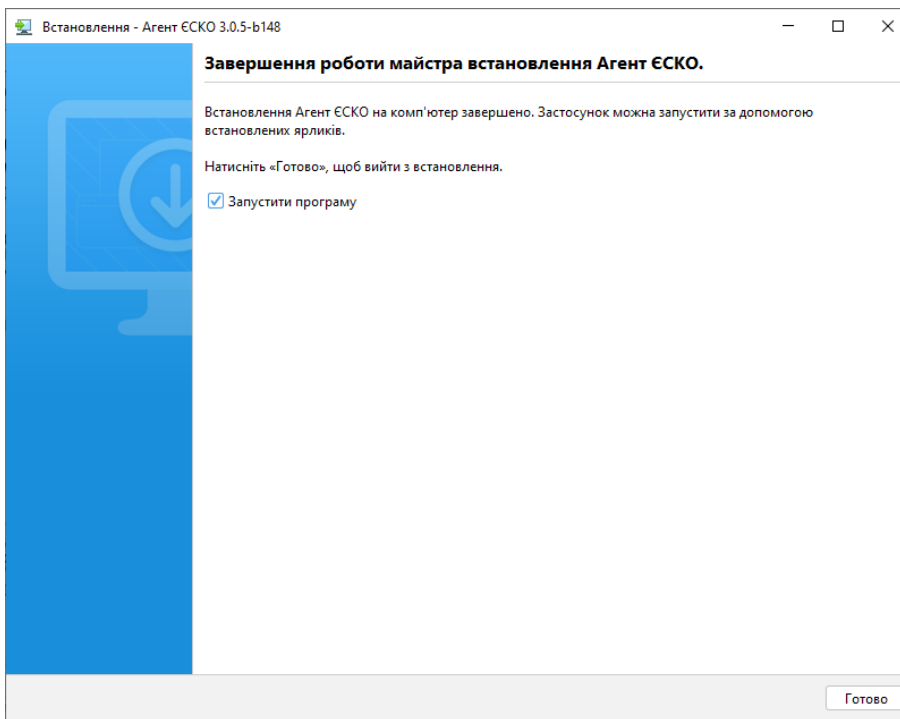 Встановлення - Агент ЄСКО 3.0.5-b148
Завершення роботи майстра встановлення Агент ЄСКО.
Встановлення Агент ЄСКО на комп'ютер завершено. Застосунок можна запустити за допомогою
встановлених ярликів.
Натисніть «Готово», щоб вийти з встановлення.
Запустити програму
Готово